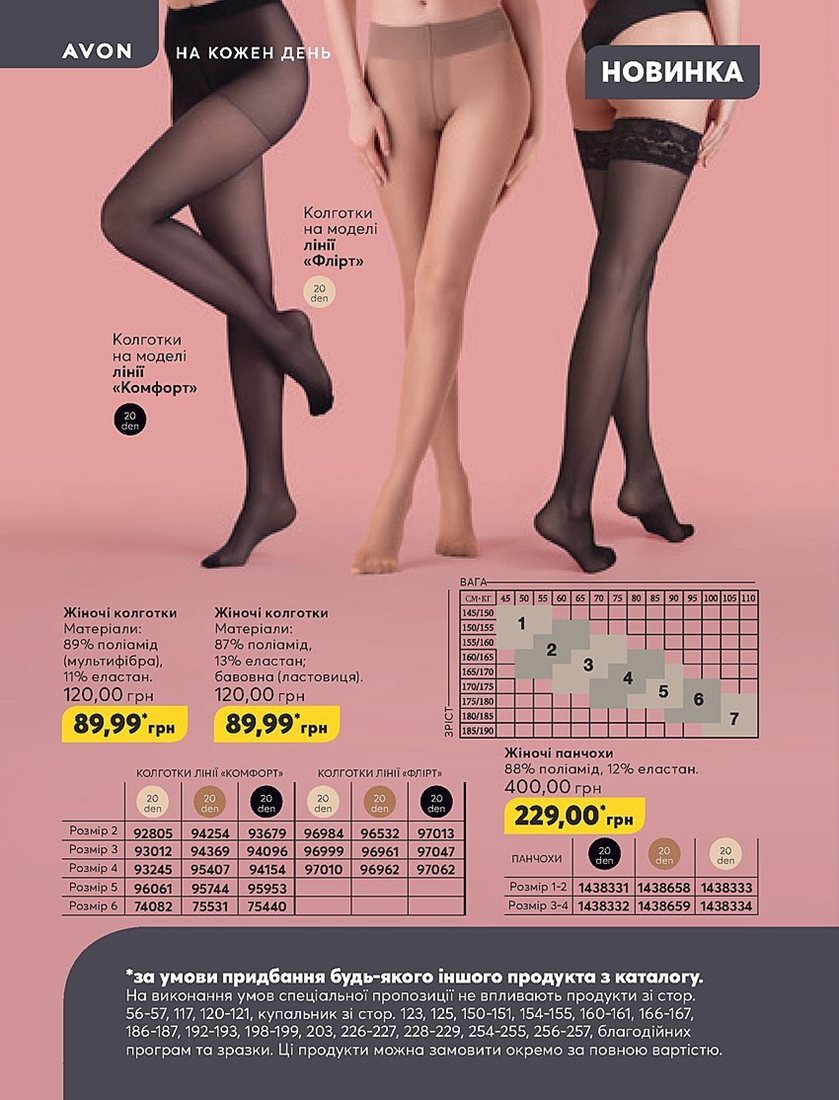 AVON НА КОЖЕН ДЕНЬ
НОВИНКА
Колготки
на моделі
лінії
«Флірт»
20
den
Колготки
на моделі
лінії
«Комфорт»
20
den
Жіночі колготки
Матеріали:
89% поліамід
(мультифібра),
11% еластан.
120,00 грн
89,99* грн
Жіночі колготки
Матеріали:
87% поліамід,
13% еластан;
бавовна (ластовиця).
120,00 грн
89,99* грн
ВАГА
ЗРІСТ
СМ*КГ 45 50 55 60 65 70 75 80 85 90 95 100 105 110
145/150
150/155
155/160
160/165
165/170
170/175
175/180
180/185
185/190
1
2
3
4
5
6
7
Жіночі панчохи
88% поліамід, 12% еластан.
400,00 грн
229,00* грн
КОЛГОТКИ ЛІНІЇ «КОМФОРТ» КОЛГОТКИ ЛІНІЇ «ФЛІРТ»
20 20 20 20 20 20
den den den den den den
Розмір 2 92805 94254 93679 96984 96532 97013
Розмір 3 93012 94369 94096 96999 96961 97047
Розмір 4 93245 95407 94154 97010 96962 97062
Розмір 5 96061 95744 95953
Розмір 6 74082 75531 75440
ПАНЧОХИ 20 20 20
den den den
Розмір 1-2 1438331 1438658 1438333
Розмір 3-4 1438332 1438659 1438334
*за умови придбання будь-якого іншого продукта з каталогу.
На виконання умов спеціальної пропозиції не впливають продукти зі стор.
56-57, 117, 120-121, купальник зі стор. 123, 125, 150-151, 154-155, 160-161, 166-167,
186-187, 192-193, 198-199, 203, 226-227, 228-229, 254-255, 256-257, благодійних
програм та зразки. Ці продукти можна замовити окремо за повною вартістю.